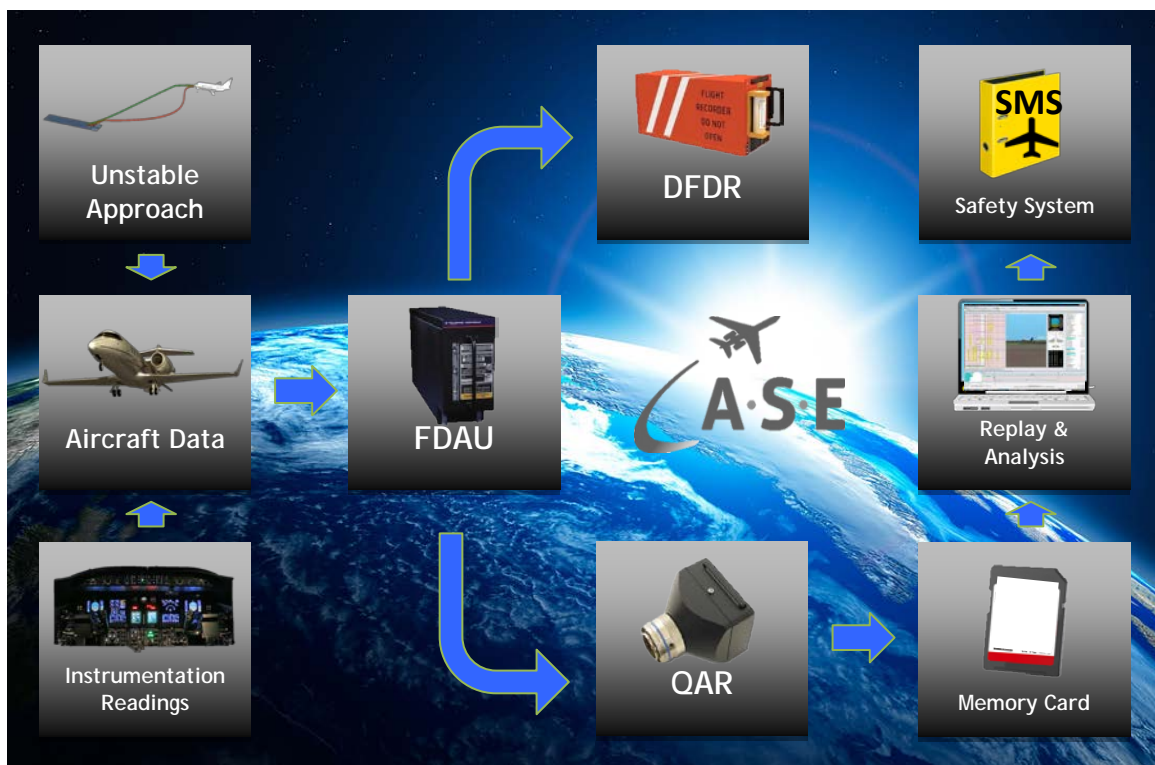 Unstable
Approach
FLIGHT
RECORDER
DO NOT
OPEN
DFDR
SMS
Safety System
Aircraft Data
FDAU
A·S·E
Replay &
Analysis
Instrumentation
Readings
QAR
Memory Card